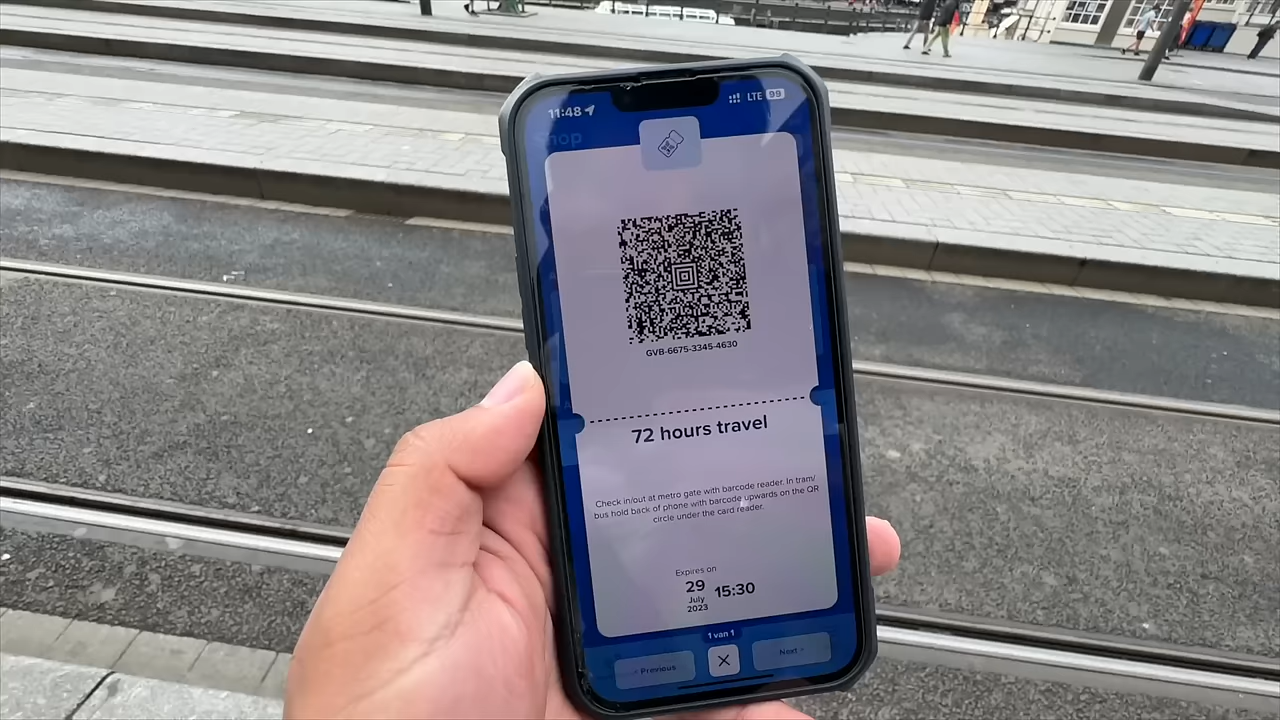 11:48
LTE 99
Shop
GVB-6675-3345-4630
72 hours travel
Check in/out at metro gate with barcode reader. In tram/
bus hold back of phone with barcode upwards on the QR
circle under the card reader.
Expires on
29
July
2023
15:30
1 van 1
Previous
Next